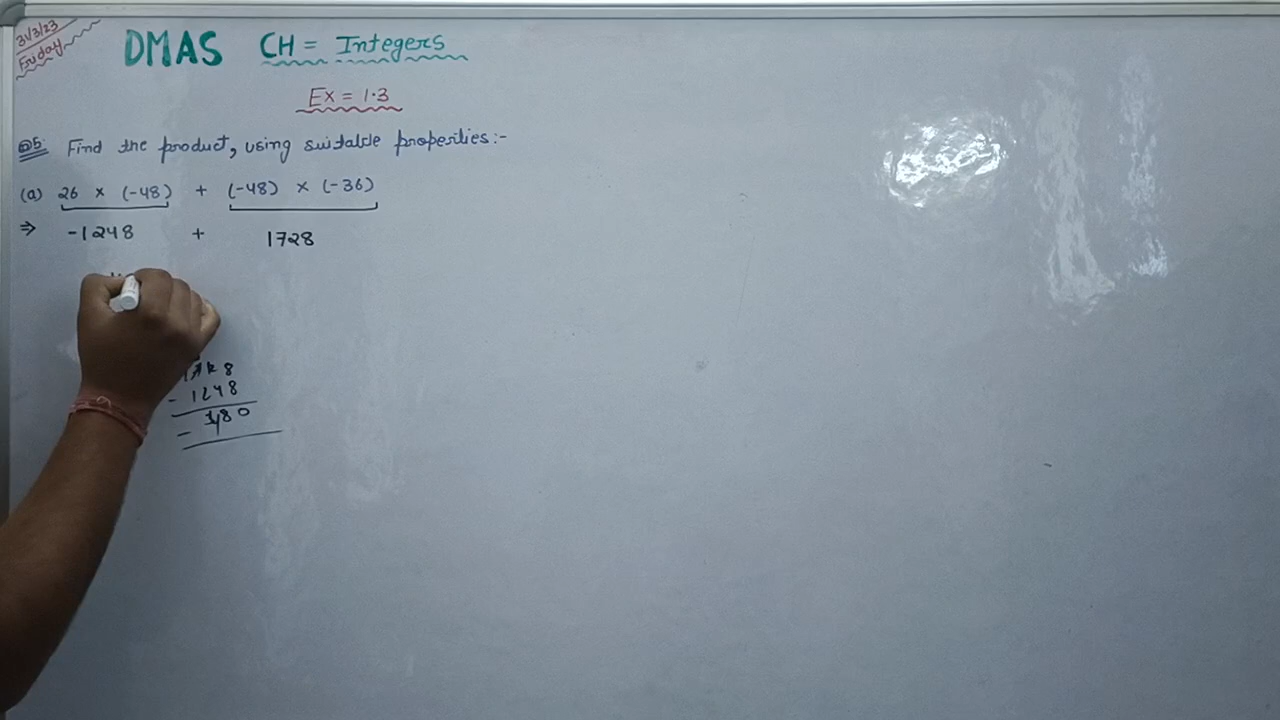 31/3/23
Friday
DMAS CH = Integers
Ex = 1.3
Q5. Find the product, using suitable properties:-
(a) 26 × (-48) + (-48) × (-36)
⇒ -1248 + 1728
- 1248
480
-